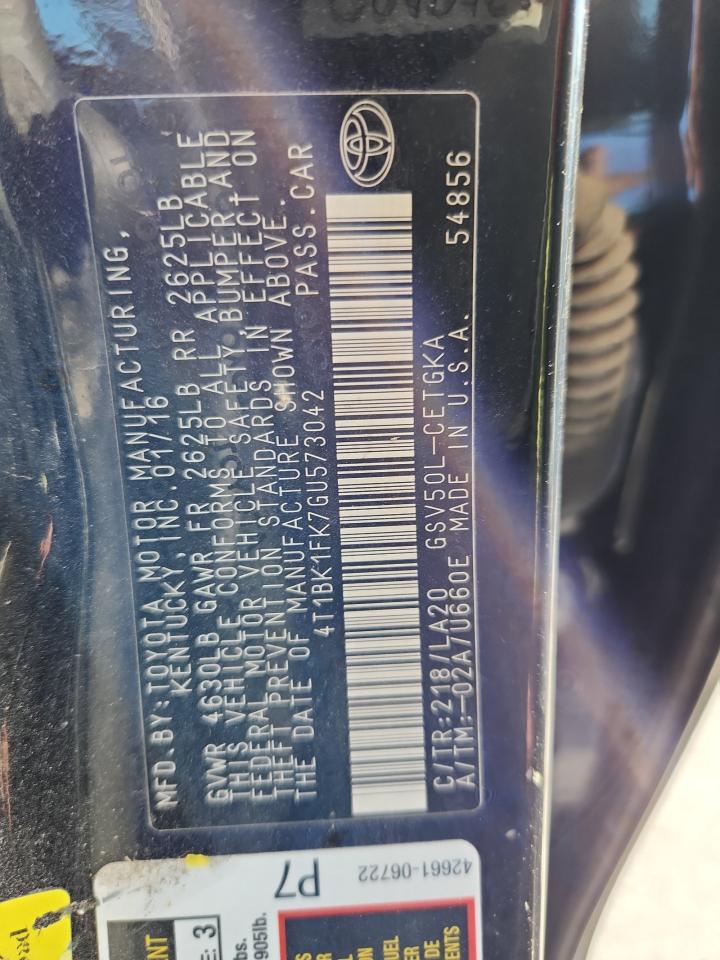 MFD. BY: TOYOTA MOTOR MANUFACTURING,
KENTUCKY, INC. 01/16
GVWR 4630LB GAWR FR 2625LB RR 2625LB
THIS VEHICLE CONFORMS TO ALL APPLICABLE
FEDERAL MOTOR VEHICLE SAFETY, BUMPER, AND
THEFT PREVENTION STANDARDS IN EFFECT ON
THE DATE OF MANUFACTURE SHOWN ABOVE.
4T1BK1FK7GU573042 PASS. CAR
C/TR:218/LA20 GSV50L-CETGKA
A/TM:-02A/U660E MADE IN U.S.A. 54856
P7
42661-06722
3
905lb.